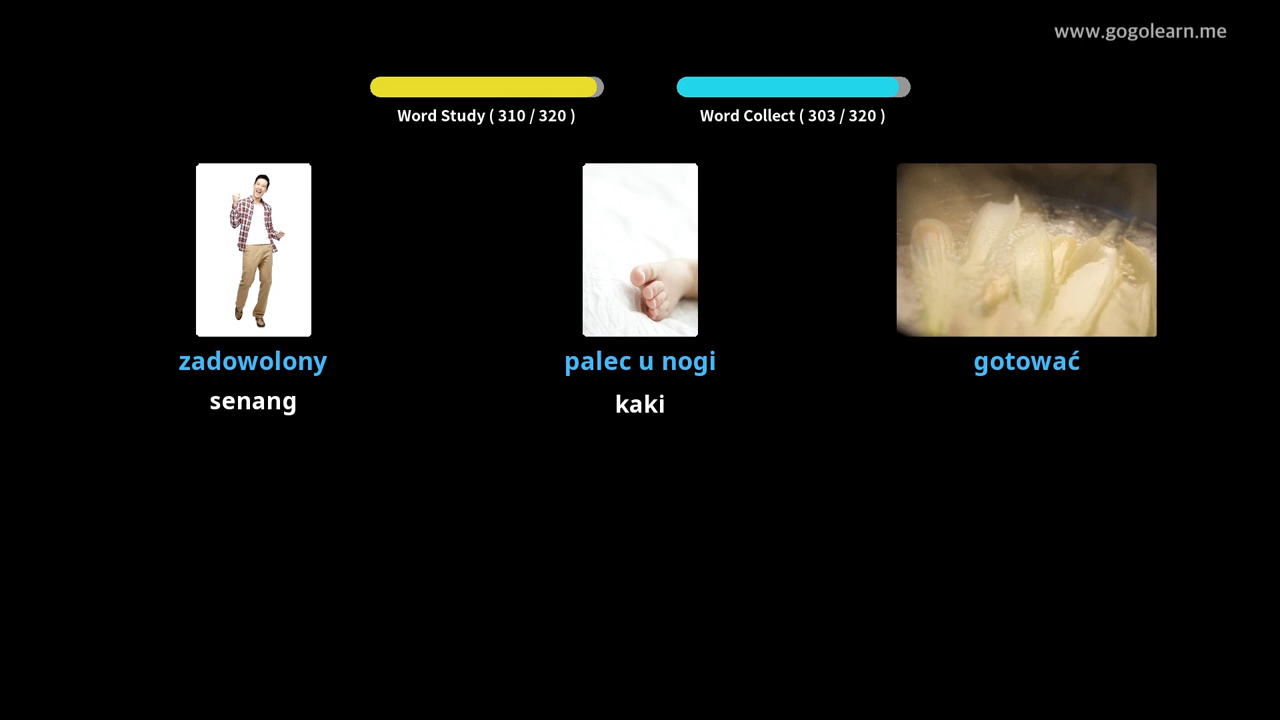 www.gogolearn.me
Word Study ( 310 / 320 )
Word Collect ( 303 / 320 )
zadowolony
senang
palec u nogi
kaki
gotować